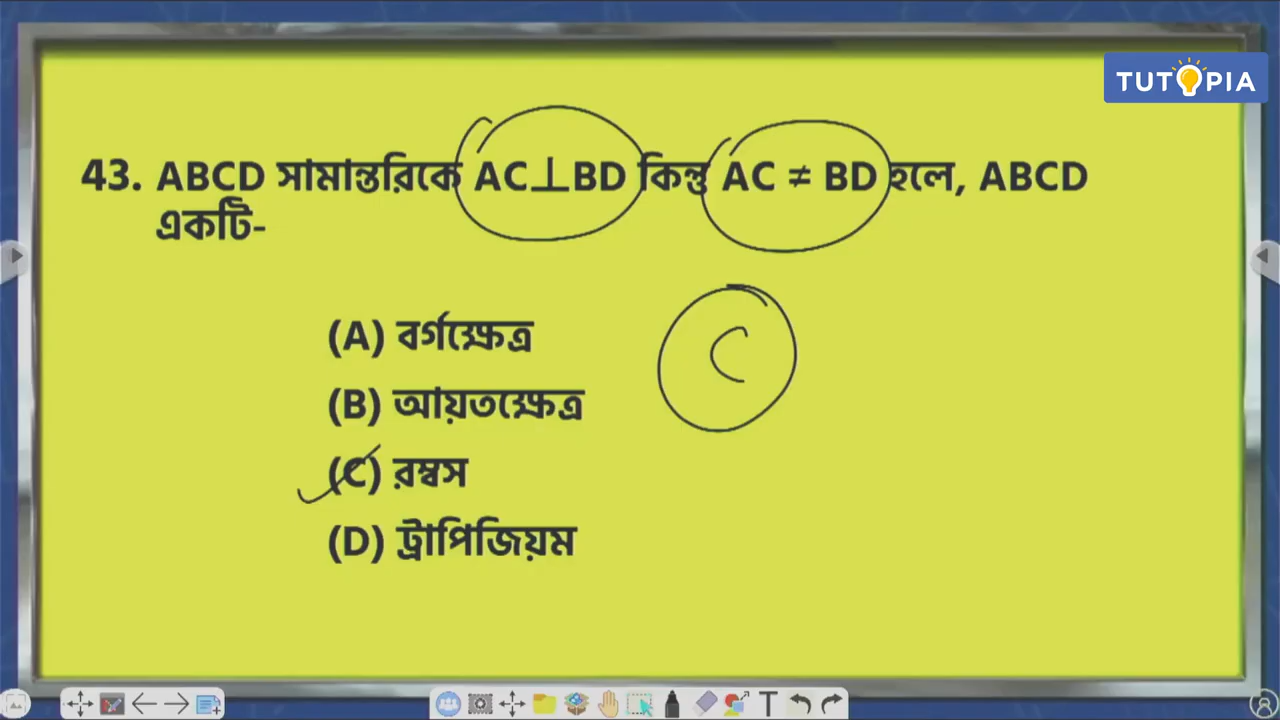 TUTOPIA
43. ABCD সামান্তরিকে AC⊥BD কিন্তু AC ≠ BD হলে, ABCD
একটি-
(A) বর্গক্ষেত্র
C
(B) আয়তক্ষেত্র
(C) রম্বস
(D) ট্রাপিজিয়ম
T